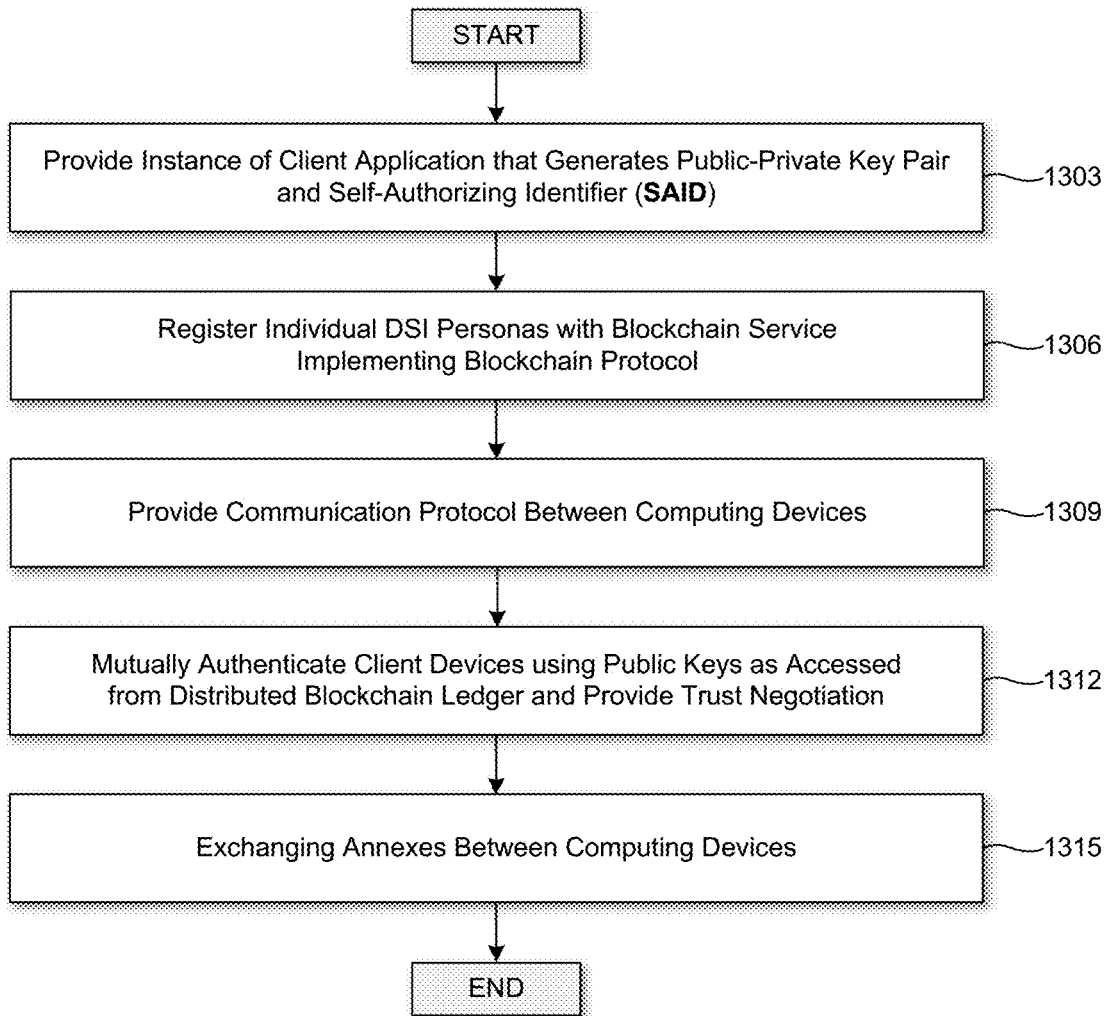 START
Provide Instance of Client Application that Generates Public-Private Key Pair
and Self-Authorizing Identifier (SAID)
1303
Register Individual DSI Personas with Blockchain Service
Implementing Blockchain Protocol
1306
Provide Communication Protocol Between Computing Devices
1309
Mutually Authenticate Client Devices using Public Keys as Accessed
from Distributed Blockchain Ledger and Provide Trust Negotiation
1312
Exchanging Annexes Between Computing Devices
1315
END